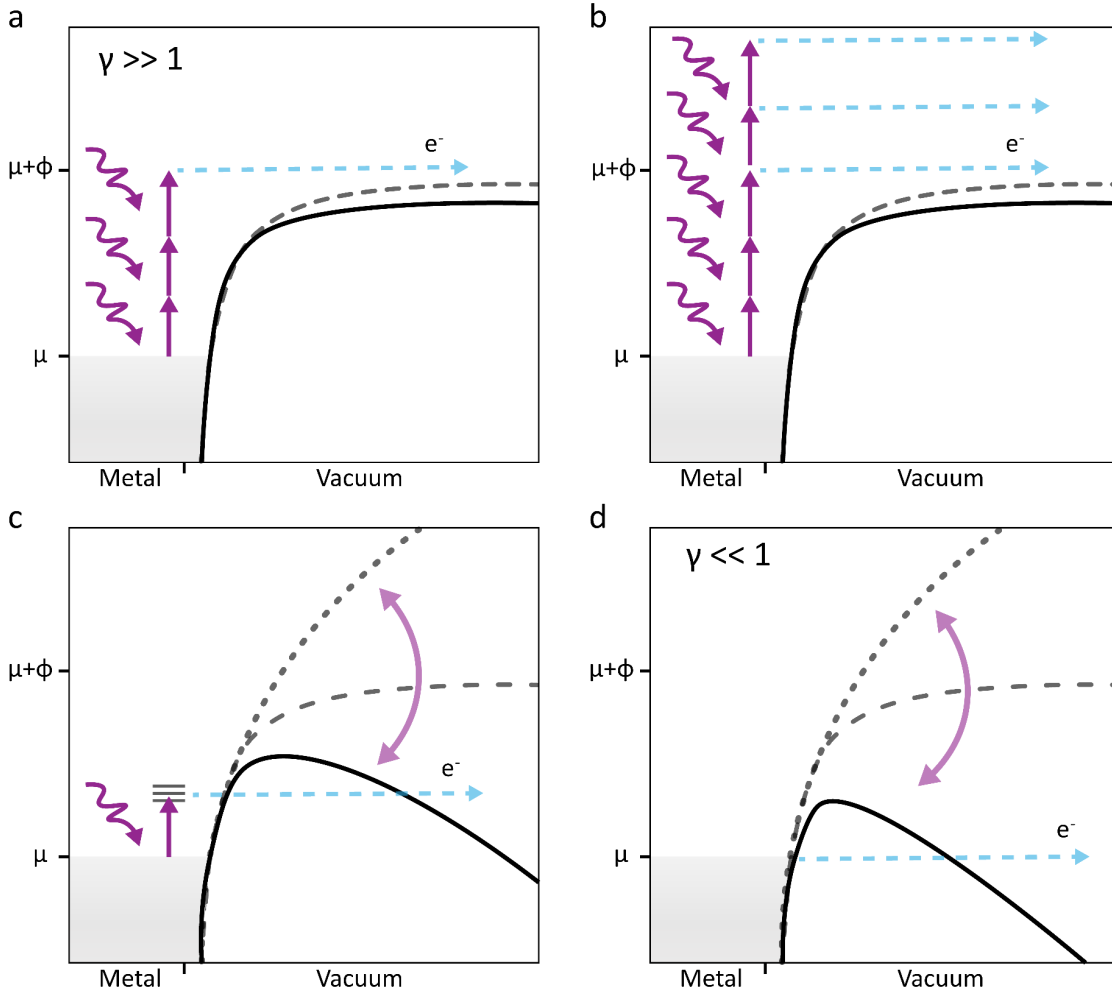 a
γ >> 1
μ+ϕ
e⁻
μ
Metal
Vacuum
b
μ+ϕ
e⁻
μ
Metal
Vacuum
c
μ+ϕ
e⁻
μ
Metal
Vacuum
d
γ << 1
μ+ϕ
e⁻
μ
Metal
Vacuum